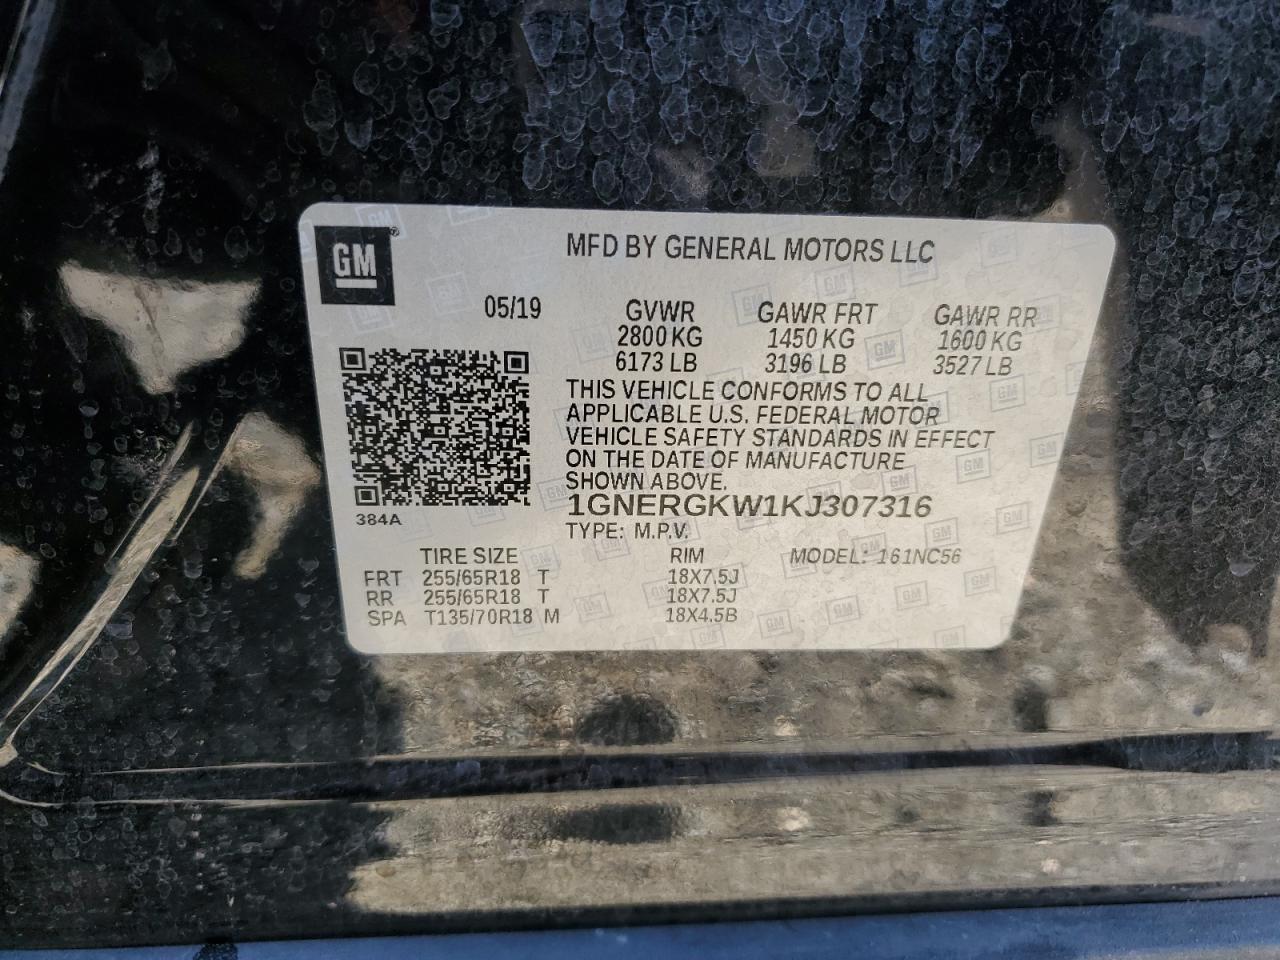 GM
MFD BY GENERAL MOTORS LLC
05/19 GVWR GAWR FRT GAWR RR
2800 KG 1450 KG 1600 KG
6173 LB 3196 LB 3527 LB
THIS VEHICLE CONFORMS TO ALL
APPLICABLE U.S. FEDERAL MOTOR
VEHICLE SAFETY STANDARDS IN EFFECT
ON THE DATE OF MANUFACTURE
SHOWN ABOVE.
1GNERGKW1KJ307316
384A
TYPE: M.P.V.
TIRE SIZE RIM MODEL: 161NC56
FRT 255/65R18 T 18X7.5J
RR 255/65R18 T 18X7.5J
SPA T135/70R18 M 18X4.5B